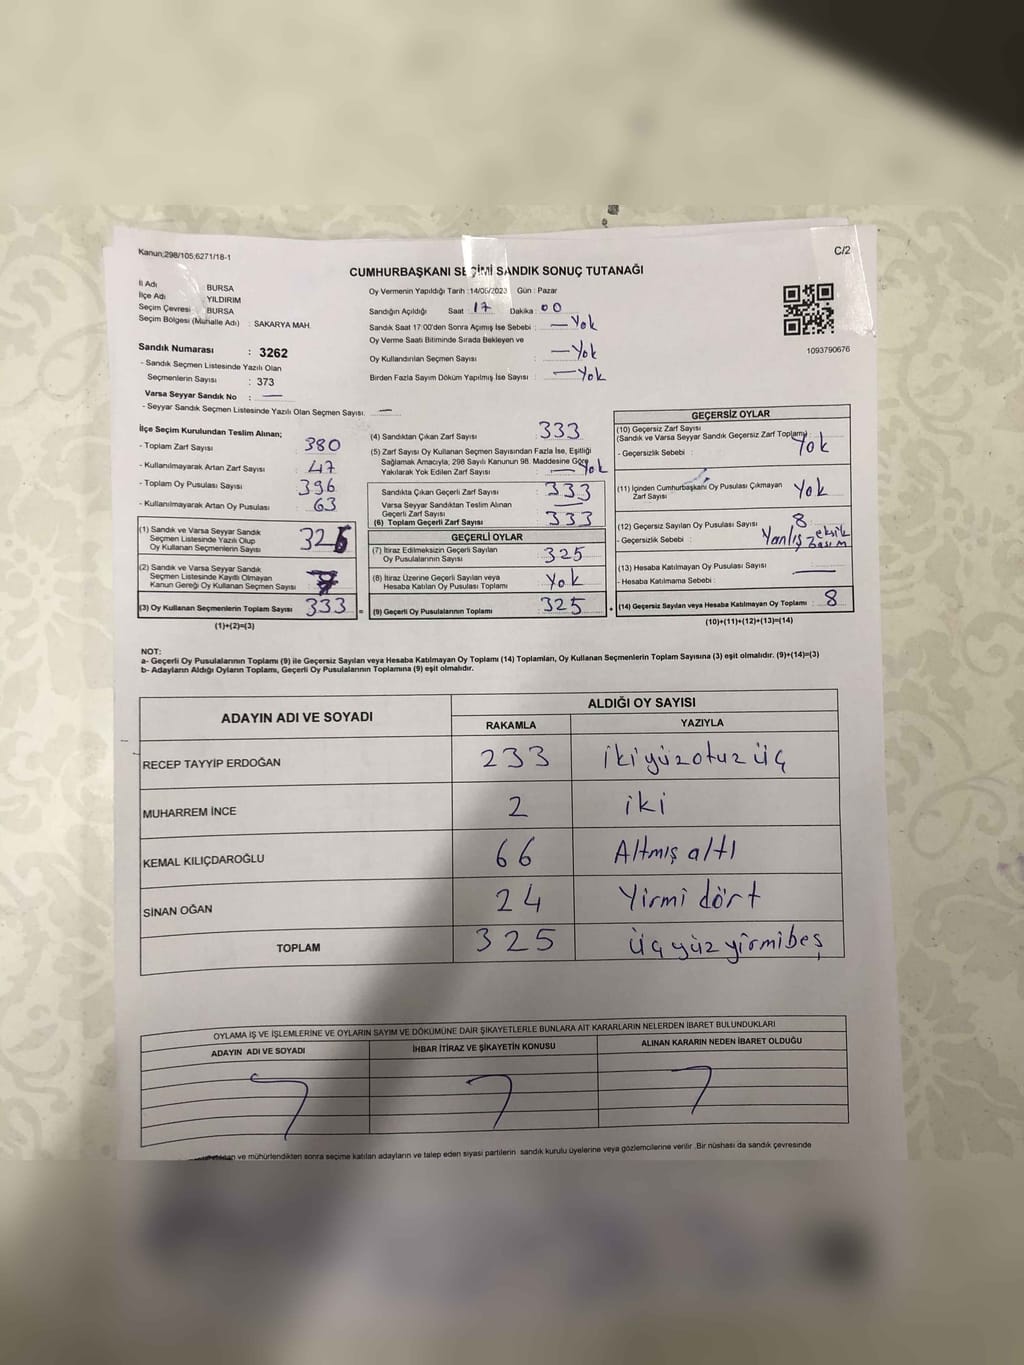 Kanun;298/105;6271/18-1
C/2
CUMHURBAŞKANI SEÇİMİ SANDIK SONUÇ TUTANAĞI
İl Adı : BURSA
İlçe Adı : YILDIRIM
Seçim Çevresi : BURSA
Seçim Bölgesi (Mahalle Adı) : SAKARYA MAH.
Sandık Numarası : 3262
- Sandık Seçmen Listesinde Yazılı Olan
Seçmenlerin Sayısı : 373
Varsa Seyyar Sandık No : —
- Seyyar Sandık Seçmen Listesinde Yazılı Olan Seçmen Sayısı. —
Oy Vermenin Yapıldığı Tarih :14/05/2023 Gün : Pazar
Sandığın Açıldığı Saat : 17 Dakika : 00
Sandık Saat 17:00'den Sonra Açımış İse Sebebi : — Yok
Oy Verme Saati Bitiminde Sırada Bekleyen ve
Oy Kullandırılan Seçmen Sayısı : — Yok
Birden Fazla Sayım Döküm Yapılmış İse Sayısı : — Yok
1093790676
İlçe Seçim Kurulundan Teslim Alınan;
- Toplam Zarf Sayısı : 380
- Kullanılmayarak Artan Zarf Sayısı : 47
- Toplam Oy Pusulası Sayısı : 396
- Kullanılmayarak Artan Oy Pusulası : 63
(1) Sandık ve Varsa Seyyar Sandık
Seçmen Listesinde Yazılı Olup
Oy Kullanan Seçmenlerin Sayısı
(2) Sandık ve Varsa Seyyar Sandık
Seçmen Listesinde Kayıtlı Olmayan
Kanun Gereği Oy Kullanan Seçmen Sayısı
(3) Oy Kullanan Seçmenlerin Toplam Sayısı 333
(1)+(2)=(3)
(4) Sandıktan Çıkan Zarf Sayısı : 333
(5) Zarf Sayısı Oy Kullanan Seçmen Sayısından Fazla İse, Eşitliği
Sağlamak Amacıyla, 298 Sayılı Kanunun 98. Maddesine Göre
Yakılarak Yok Edilen Zarf Sayısı — Yok
Sandıkta Çıkan Geçerli Zarf Sayısı : 333
Varsa Seyyar Sandıktan Teslim Alınan
Geçerli Zarf Sayısı : —
(6) Toplam Geçerli Zarf Sayısı : 333
GEÇERLİ OYLAR
(7) İtiraz Edilmeksizin Geçerli Sayılan
Oy Pusulalarının Sayısı : 325
(8) İtiraz Üzerine Geçerli Sayılan veya
Hesaba Katılan Oy Pusulası Toplamı : Yok
(9) Geçerli Oy Pusulalarının Toplamı : 325
GEÇERSİZ OYLAR
(10) Geçersiz Zarf Sayısı
(Sandık ve Varsa Seyyar Sandık Geçersiz Zarf Toplamı)
- Geçersizlik Sebebi : Yok
(11) İçinden Cumhurbaşkanı Oy Pusulası Çıkmayan
Zarf Sayısı Yok
(12) Geçersiz Sayılan Oy Pusulası Sayısı : 8
- Geçersizlik Sebebi : Yanlış eksik
(13) Hesaba Katılmayan Oy Pusulası Sayısı : —
- Hesaba Katılmama Sebebi :
(14) Geçersiz Sayılan veya Hesaba Katılmayan Oy Toplamı : 8
(10)+(11)+(12)+(13)=(14)
NOT:
a- Geçerli Oy Pusulalarının Toplamı (9) ile Geçersiz Sayılan veya Hesaba Katılmayan Oy Toplamı (14) Toplamları, Oy Kullanan Seçmenlerin Toplam Sayısına (3) eşit olmalıdır. (9)+(14)=(3)
b- Adayların Aldığı Oyların Toplamı, Geçerli Oy Pusulalarının Toplamına (9) eşit olmalıdır.
ADAYIN ADI VE SOYADI ALDIĞI OY SAYISI
RAKAMLA YAZIYLA
RECEP TAYYİP ERDOĞAN 233 ikiyüzotuz üç
MUHARREM İNCE 2 iki
KEMAL KILIÇDAROĞLU 66 Altmış altı
SİNAN OĞAN 24 Yirmi dört
TOPLAM 325 üçyüz yirmibeş
OYLAMA İŞ VE İŞLEMLERİNE VE OYLARIN SAYIM VE DÖKÜMÜNE DAİR ŞİKAYETLERLE BUNLARA AİT KARARLARIN NELERDEN İBARET BULUNDUKLARI
ADAYIN ADI VE SOYADI İHBAR İTİRAZ VE ŞİKAYETİN KONUSU ALINAN KARARIN NEDEN İBARET OLDUĞU
ve mühürlendikten sonra seçime katılan adayların ve talep eden siyasi partilerin sandık kurulu üyelerine veya gözlemcilerine verilir .Bir nüshası da sandık çevresinde